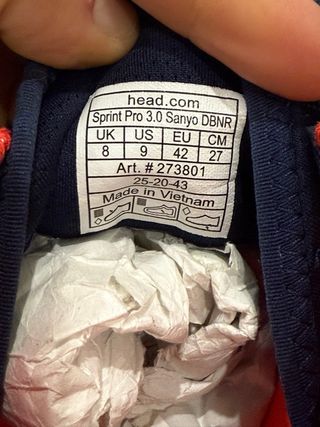 head.com
Sprint Pro 3.0 Sanyo DBNR
UK US EU CM
8 9 42 27
Art. # 273801
25-20-43
Made in Vietnam